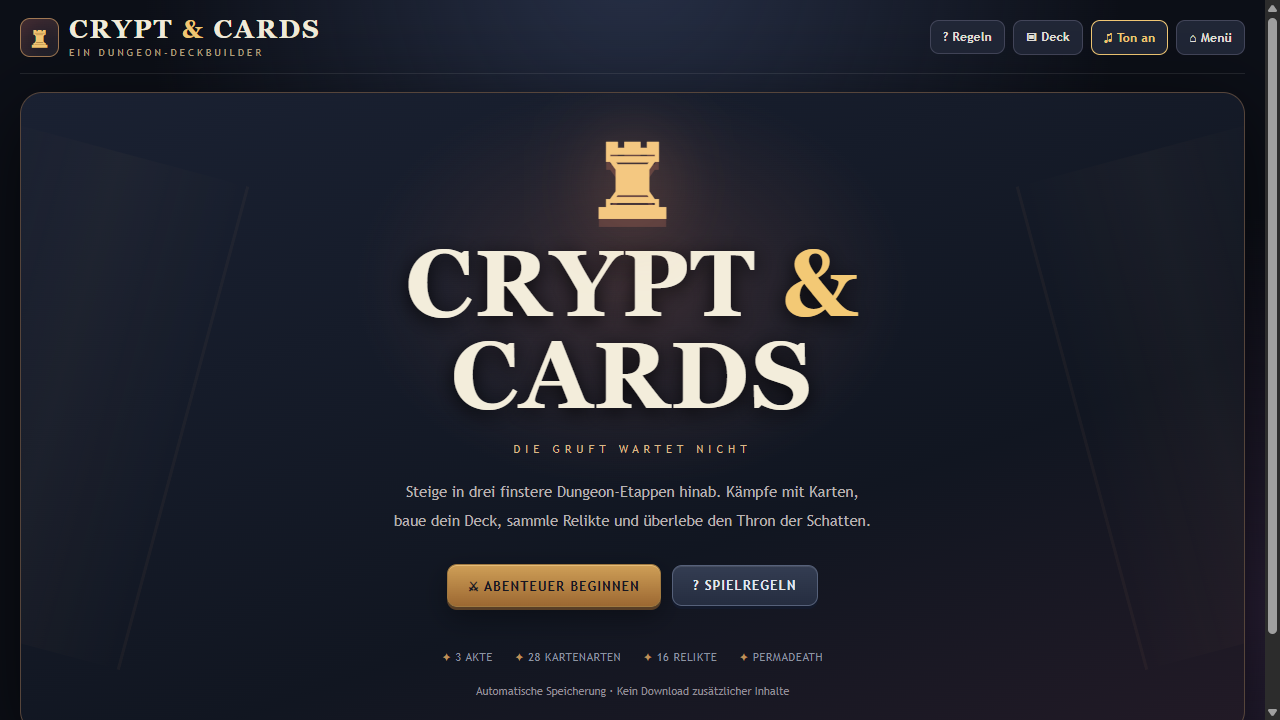 CRYPT & CARDS
EIN DUNGEON-DECKBUILDER
? Regeln
Deck
♫ Ton an
⌂ Menü
CRYPT &
CARDS
DIE GRUFT WARTET NICHT
Steige in drei finstere Dungeon-Etappen hinab. Kämpfe mit Karten,
baue dein Deck, sammle Relikte und überlebe den Thron der Schatten.
⚔ ABENTEUER BEGINNEN
? SPIELREGELN
✦ 3 AKTE ✦ 28 KARTENARTEN ✦ 16 RELIKTE ✦ PERMADEATH
Automatische Speicherung · Kein Download zusätzlicher Inhalte